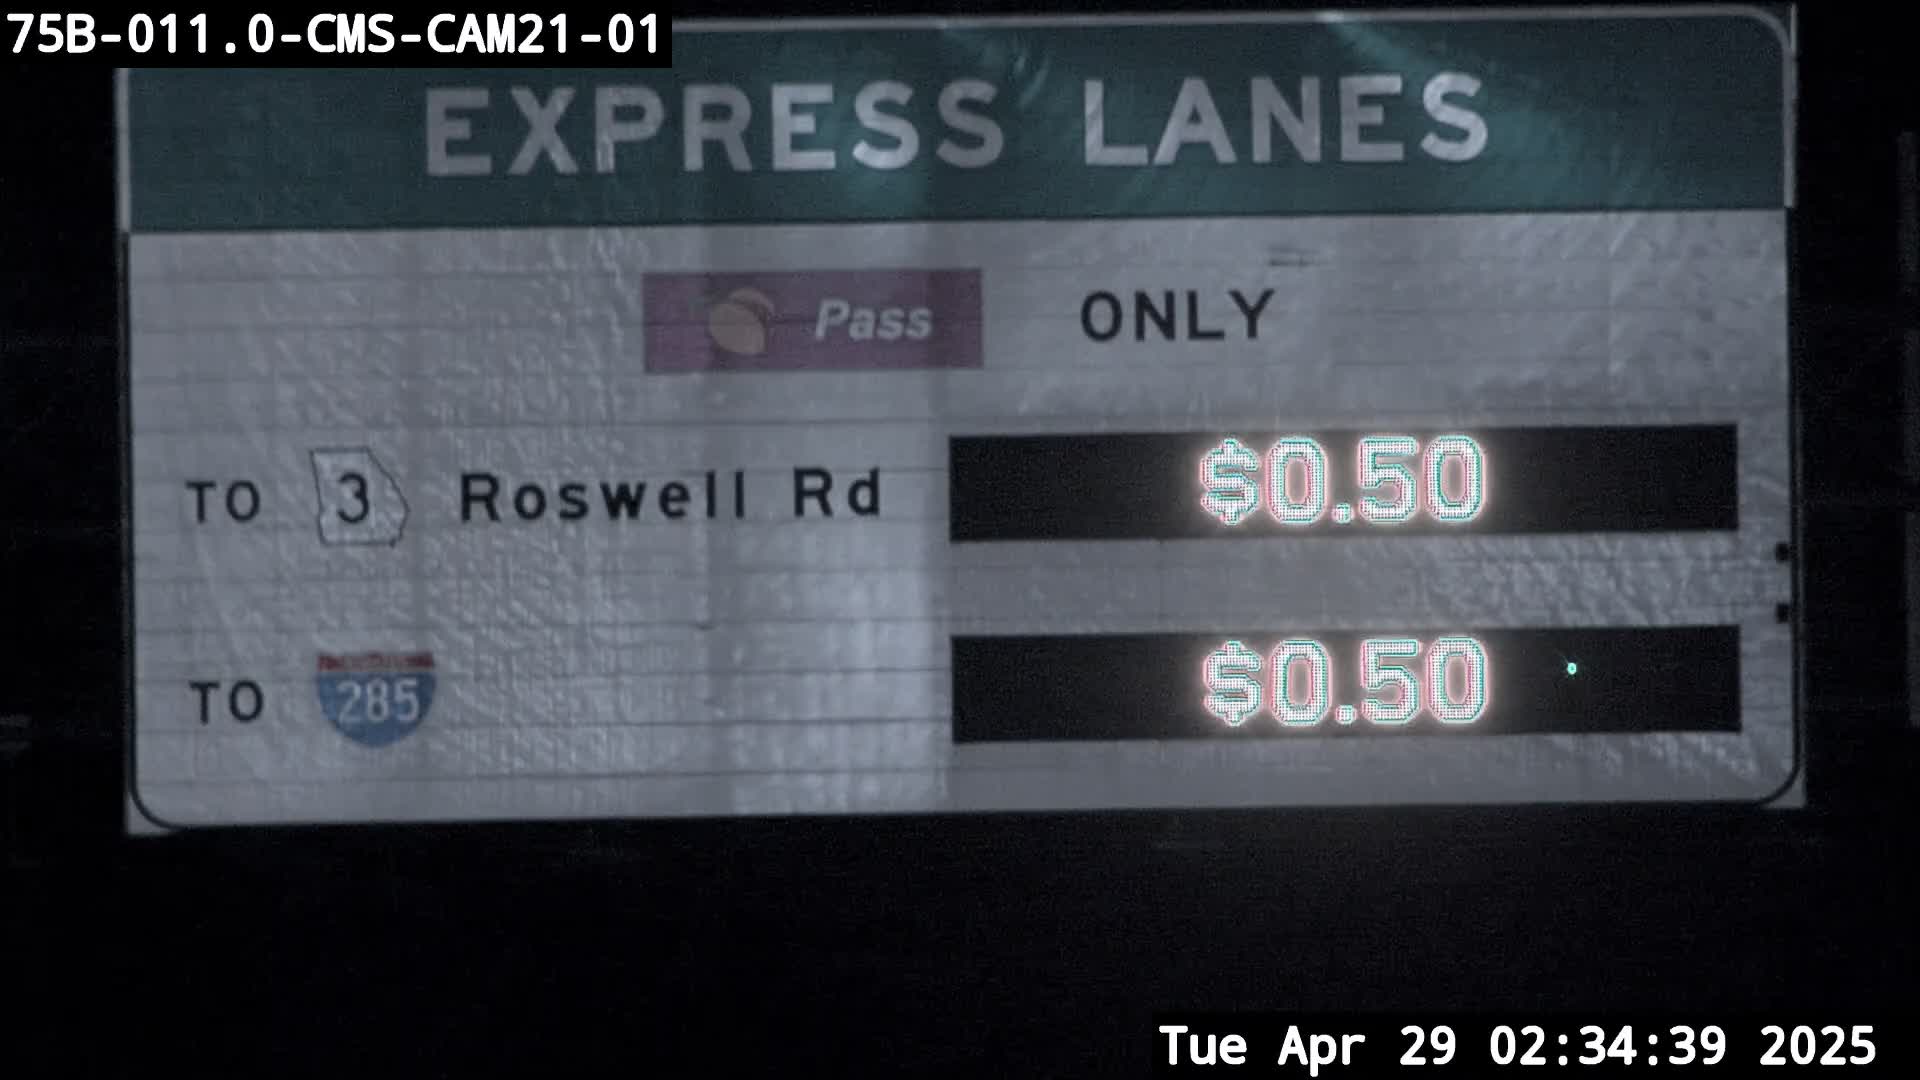 75B-011.0-CMS-CAM21-01
EXPRESS LANES
Pass ONLY
TO 3 Roswell Rd $0.50
TO 285 $0.50
Tue Apr 29 02:34:39 2025